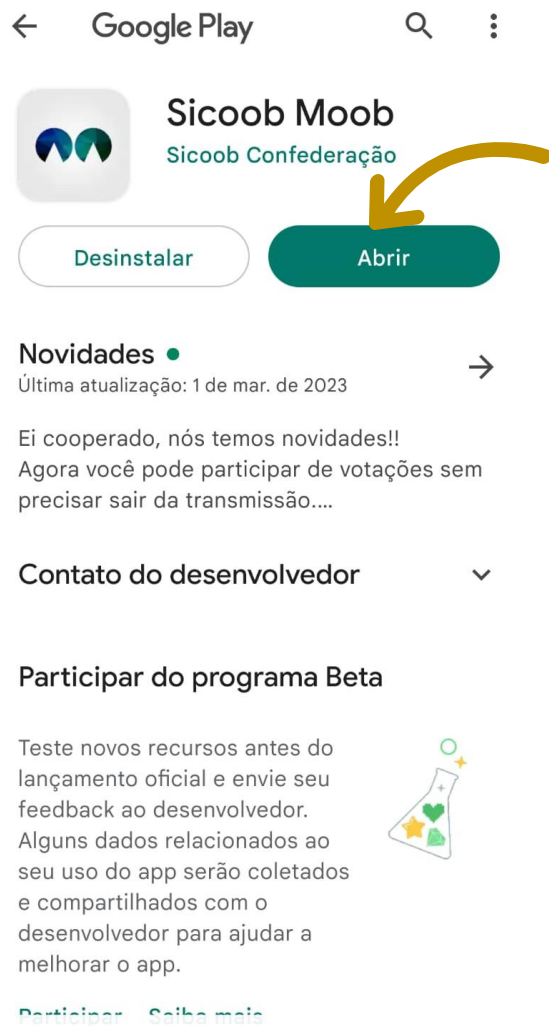 Google Play
Sicoob Moob
Sicoob Confederação
Desinstalar
Abrir
Novidades
Última atualização: 1 de mar. de 2023
Ei cooperado, nós temos novidades!!
Agora você pode participar de votações sem
precisar sair da transmissão....
Contato do desenvolvedor
Participar do programa Beta
Teste novos recursos antes do
lançamento oficial e envie seu
feedback ao desenvolvedor.
Alguns dados relacionados ao
seu uso do app serão coletados
e compartilhados com o
desenvolvedor para ajudar a
melhorar o app.
Participar Saiba mais